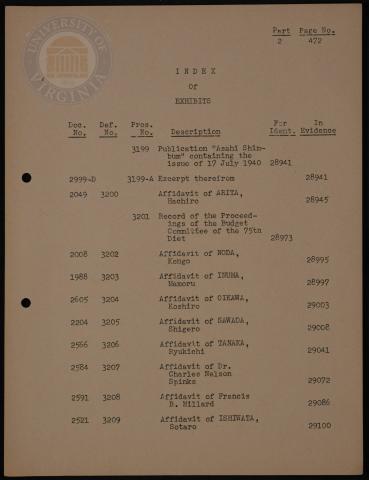 UNIVERSITY OF VIRGINIA
Part Page No.
2 472
I N D E X
Of
EXHIBITS
Doc. Def. Pros. For In
No. No. No. Description Ident. Evidence
3199 Publication "Asahi Shin-
bum" containing the
issue of 17 July 1940 28941
2999-D 3199-A Excerpt therefrom 28941
2049 3200 Affidavit of ARITA,
Hachiro 28945
3201 Record of the Proceed-
ings of the Budget
Committee of the 75th
Diet 28973
2008 3202 Affidavit of NODA,
Kengo 28995
1988 3203 Affidavit of INUMA,
Mamoru 28997
2605 3204 Affidavit of OIKAWA,
Koshiro 29003
2204 3205 Affidavit of SAWADA,
Shigero 29008
2566 3206 Affidavit of TANAKA,
Ryukichi 29041
2584 3207 Affidavit of Dr.
Charles Nelson
Spinks 29072
2591 3208 Affidavit of Francis
B. Millard 29086
2521 3209 Affidavit of ISHIWATA,
Sotaro 29100